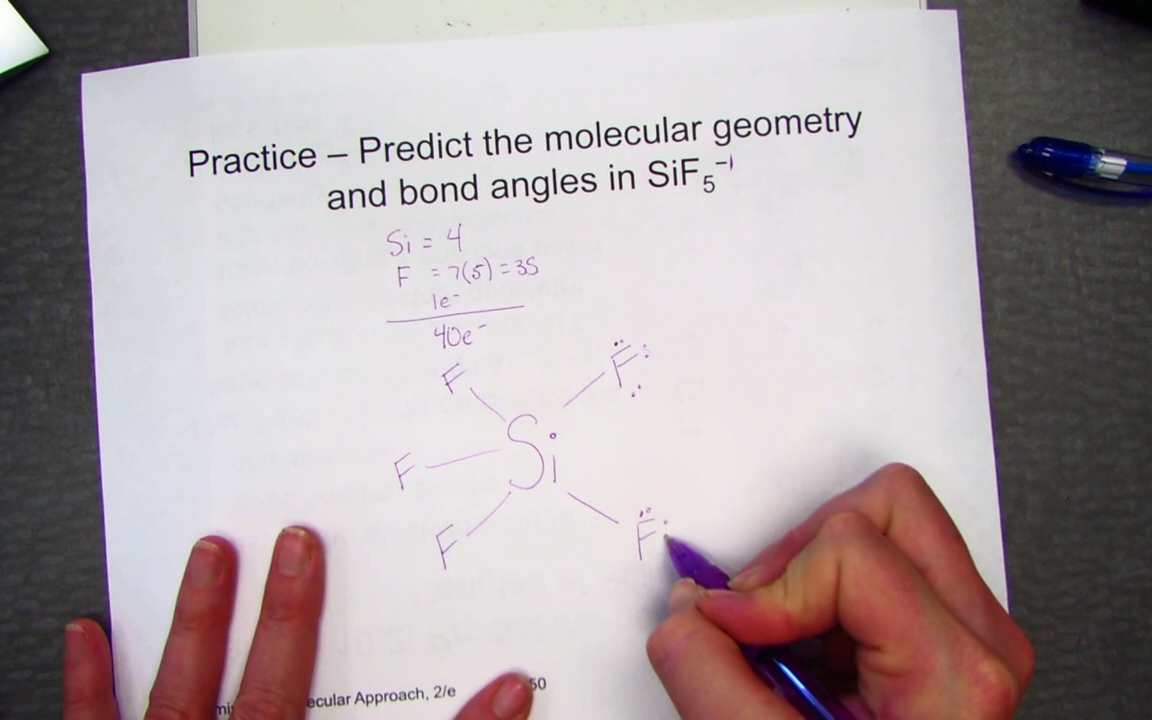 Practice – Predict the molecular geometry
and bond angles in SiF5−1
Si = 4
F = 7(5) = 35
1e-
40e-
F F
Si
F
F F
ecular Approach, 2/e 50